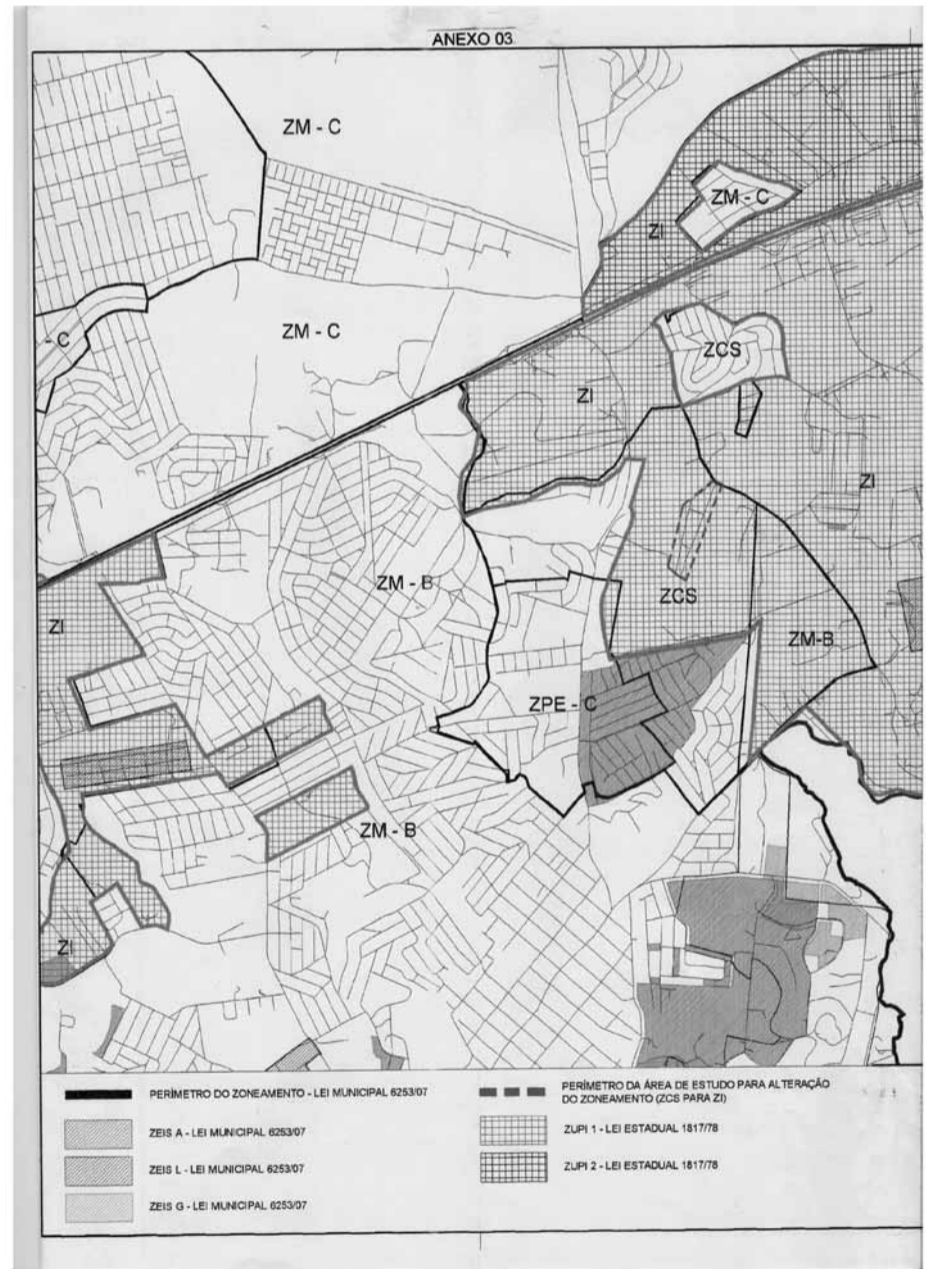 ANEXO 03
ZM - C
ZM - C
ZI
ZM - C
- C
ZCS
ZI
ZI
ZM - B
ZCS
ZI
ZM-B
ZPE - C
ZM - B
ZI
PERÍMETRO DO ZONEAMENTO - LEI MUNICIPAL 6253/07
ZEIS A - LEI MUNICIPAL 6253/07
ZEIS L - LEI MUNICIPAL 6253/07
ZEIS G - LEI MUNICIPAL 6253/07
PERÍMETRO DA ÁREA DE ESTUDO PARA ALTERAÇÃO
DO ZONEAMENTO (ZCS PARA ZI)
ZUPI 1 - LEI ESTADUAL 1817/78
ZUPI 2 - LEI ESTADUAL 1817/78